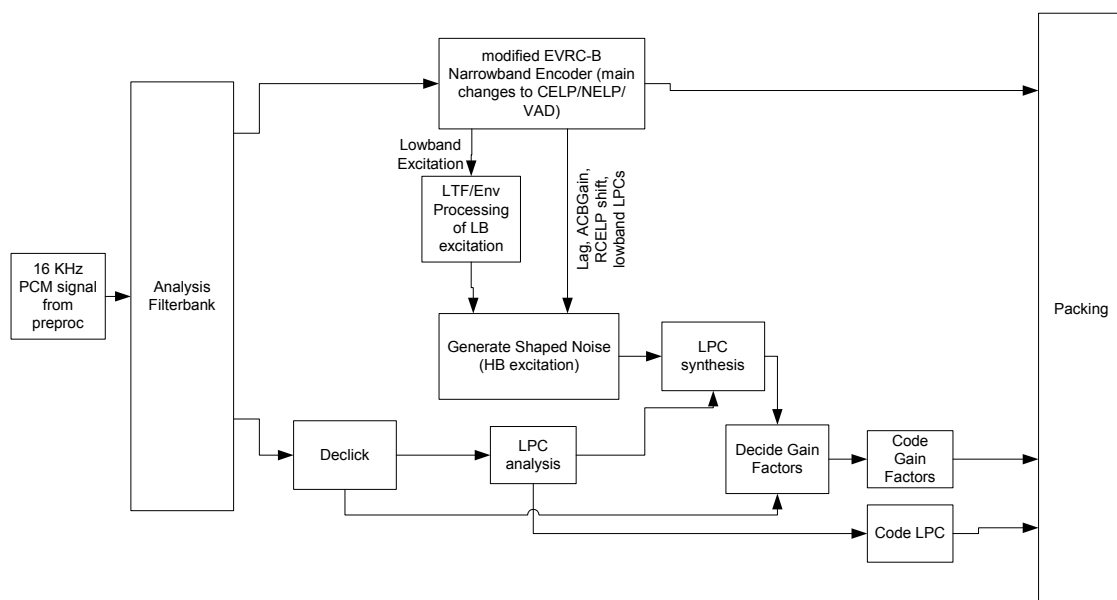 modified EVRC-B
Narrowband Encoder (main
changes to CELP/NELP/
VAD)
Lowband
Excitation
LTF/Env
Processing
of LB
excitation
Lag, ACBGain,
RCELP shift,
lowband LPCs
16 KHz
PCM signal
from
preproc
Analysis
Filterbank
Packing
Generate Shaped Noise
(HB excitation)
LPC
synthesis
Declick
LPC
analysis
Decide Gain
Factors
Code
Gain
Factors
Code LPC